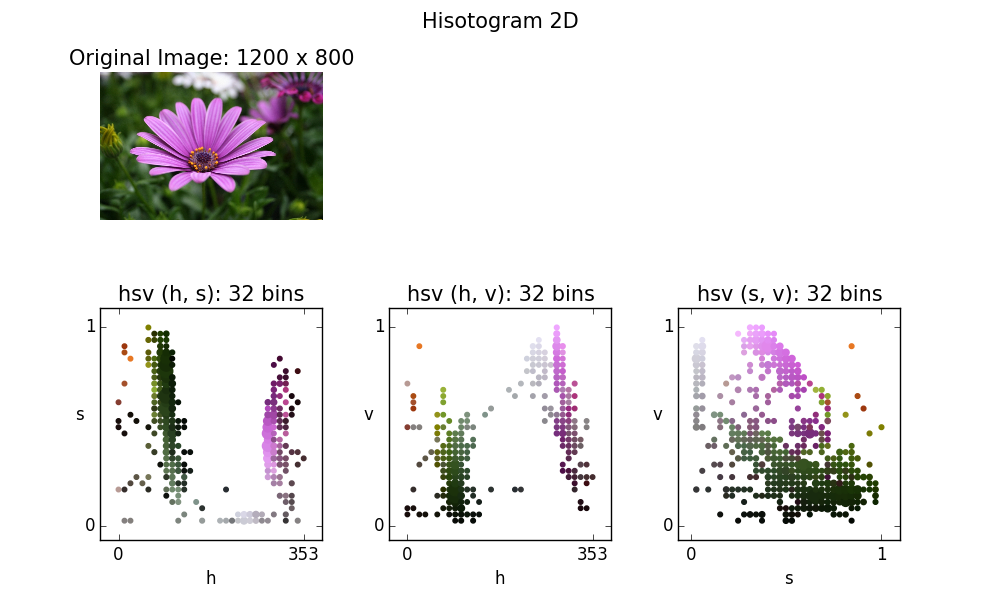 Hisotogram 2D
Original Image: 1200 x 800
hsv (h, s): 32 bins
hsv (h, v): 32 bins
hsv (s, v): 32 bins
1
s
0
0
353
h
1
v
0
0
353
h
1
v
0
0
1
s